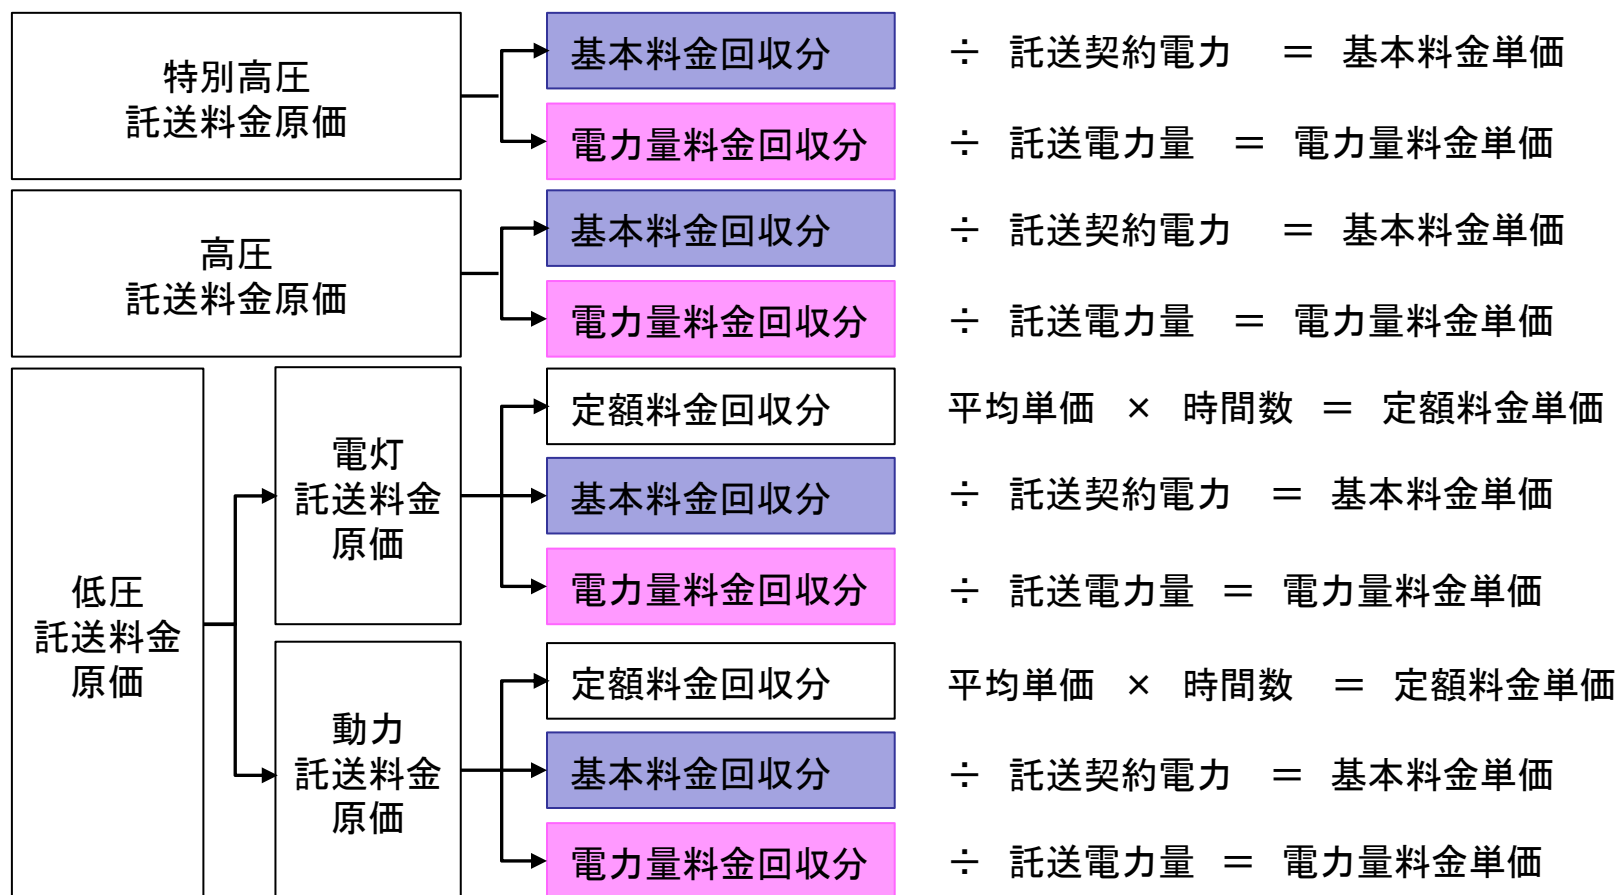 特別高圧
託送料金原価
基本料金回収分 ÷ 託送契約電力 ＝ 基本料金単価
電力量料金回収分 ÷ 託送電力量 ＝ 電力量料金単価
高圧
託送料金原価
基本料金回収分 ÷ 託送契約電力 ＝ 基本料金単価
電力量料金回収分 ÷ 託送電力量 ＝ 電力量料金単価
低圧
託送料金
原価
電灯
託送料金
原価
定額料金回収分 平均単価 × 時間数 ＝ 定額料金単価
基本料金回収分 ÷ 託送契約電力 ＝ 基本料金単価
電力量料金回収分 ÷ 託送電力量 ＝ 電力量料金単価
動力
託送料金
原価
定額料金回収分 平均単価 × 時間数 ＝ 定額料金単価
基本料金回収分 ÷ 託送契約電力 ＝ 基本料金単価
電力量料金回収分 ÷ 託送電力量 ＝ 電力量料金単価